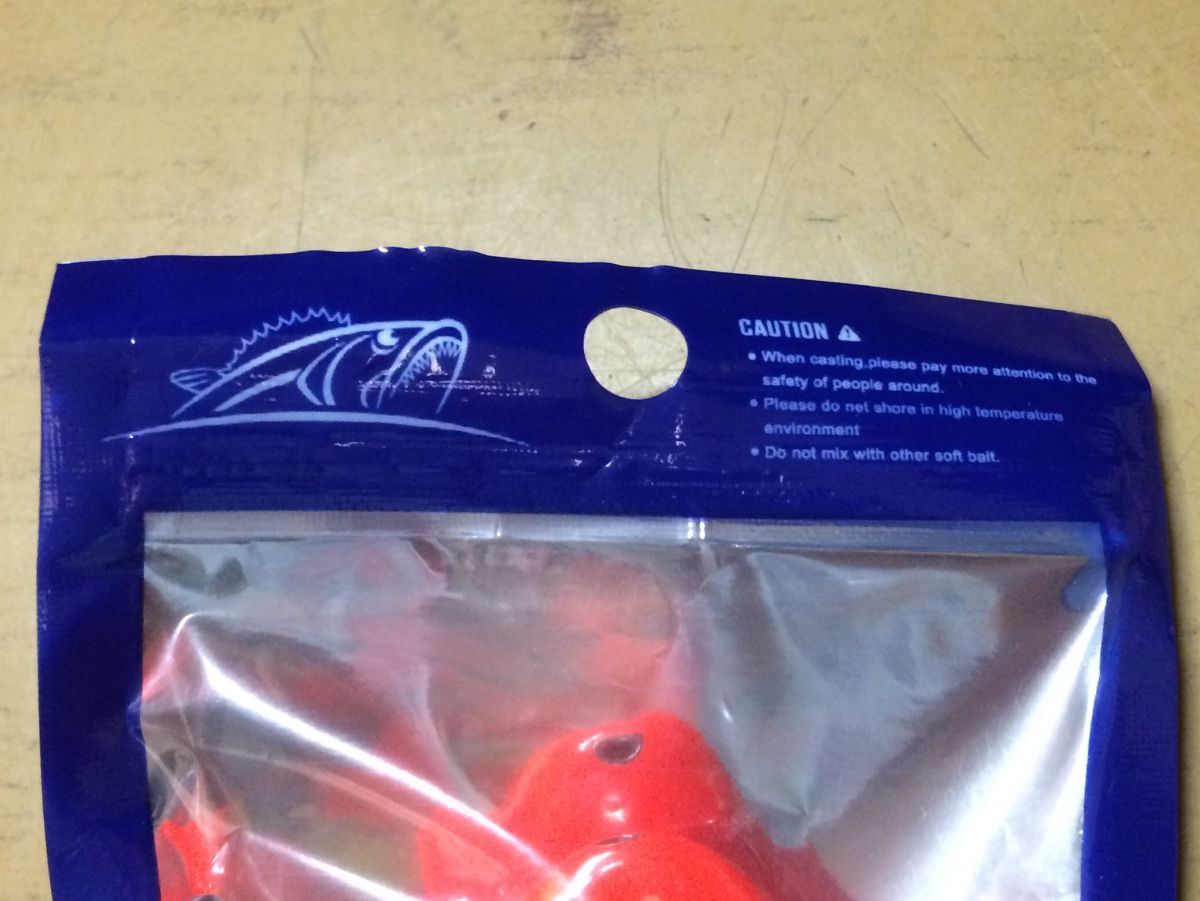 CAUTION
• When casting,please pay more attention to the
safety of people around.
• Please do net shore in high temperature
environment
• Do not mix with other soft bait.